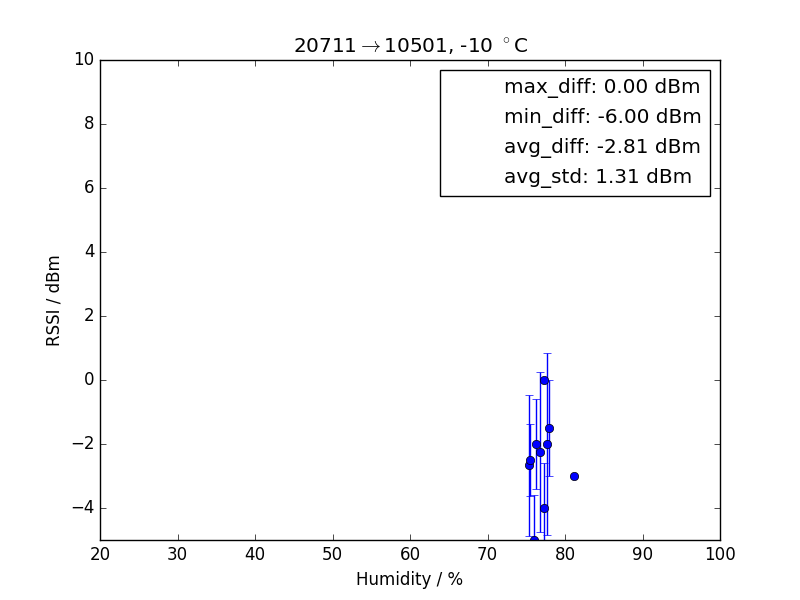 20711→10501, -10 °C
max_diff: 0.00 dBm
min_diff: -6.00 dBm
avg_diff: -2.81 dBm
avg_std: 1.31 dBm
RSSI / dBm
10
8
6
4
2
0
−2
−4
20 30 40 50 60 70 80 90 100
Humidity / %